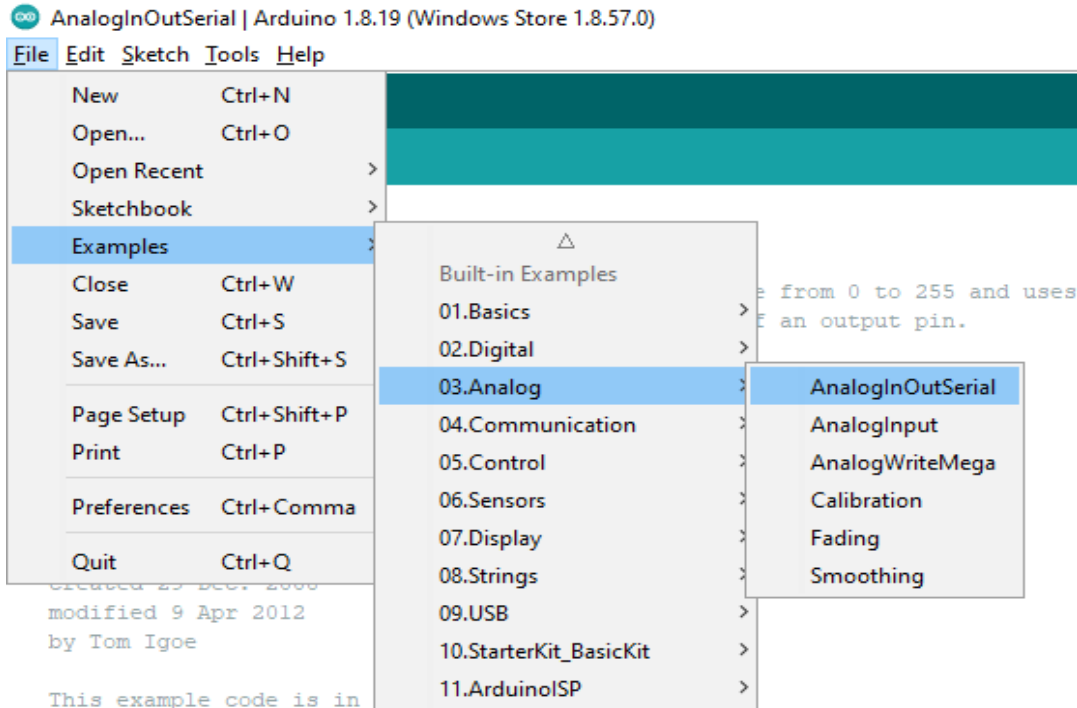 AnalogInOutSerial | Arduino 1.8.19 (Windows Store 1.8.57.0)
File Edit Sketch Tools Help
New Ctrl+N
Open... Ctrl+O
Open Recent >
Sketchbook >
Examples >
Close Ctrl+W
Save Ctrl+S
Save As... Ctrl+Shift+S
Page Setup Ctrl+Shift+P
Print Ctrl+P
Preferences Ctrl+Comma
Quit Ctrl+Q
Built-in Examples
01.Basics >
02.Digital >
03.Analog >
04.Communication >
05.Control >
06.Sensors >
07.Display >
08.Strings >
09.USB >
10.StarterKit_BasicKit >
11.ArduinoISP >
AnalogInOutSerial
AnalogInput
AnalogWriteMega
Calibration
Fading
Smoothing
from 0 to 255 and uses
an output pin.
modified 9 Apr 2012
by Tom Igoe
This example code is in